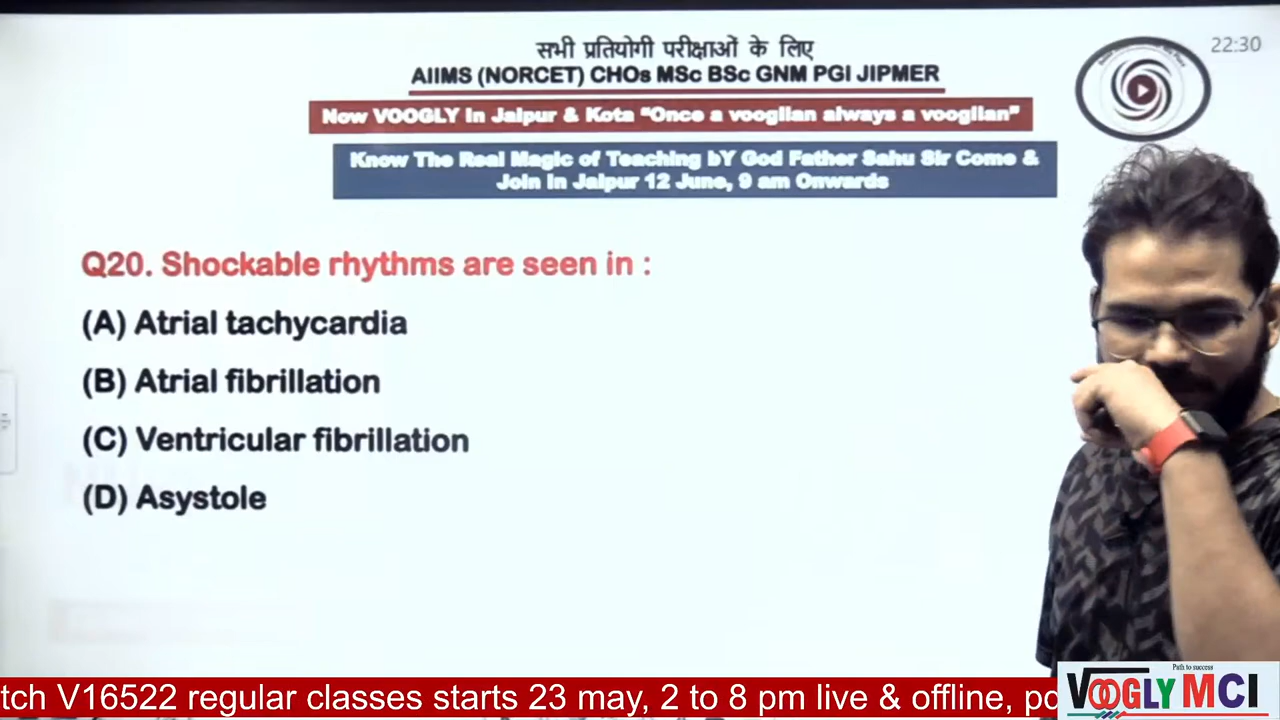 सभी प्रतियोगी परीक्षाओं के लिए
22:30
AIIMS (NORCET) CHOs MSc BSc GNM PGI JIPMER
Now VOOGLY in Jaipur & Kota “Once a vooglian always a vooglian”
Know The Real Magic of Teaching bY God Father Sahu Sir Come &
Join in Jaipur 12 June, 9 am Onwards
Q20. Shockable rhythms are seen in :
(A) Atrial tachycardia
(B) Atrial fibrillation
(C) Ventricular fibrillation
(D) Asystole
tch V16522 regular classes starts 23 may, 2 to 8 pm live & offline, po
Path to success
VOOGLY MCI